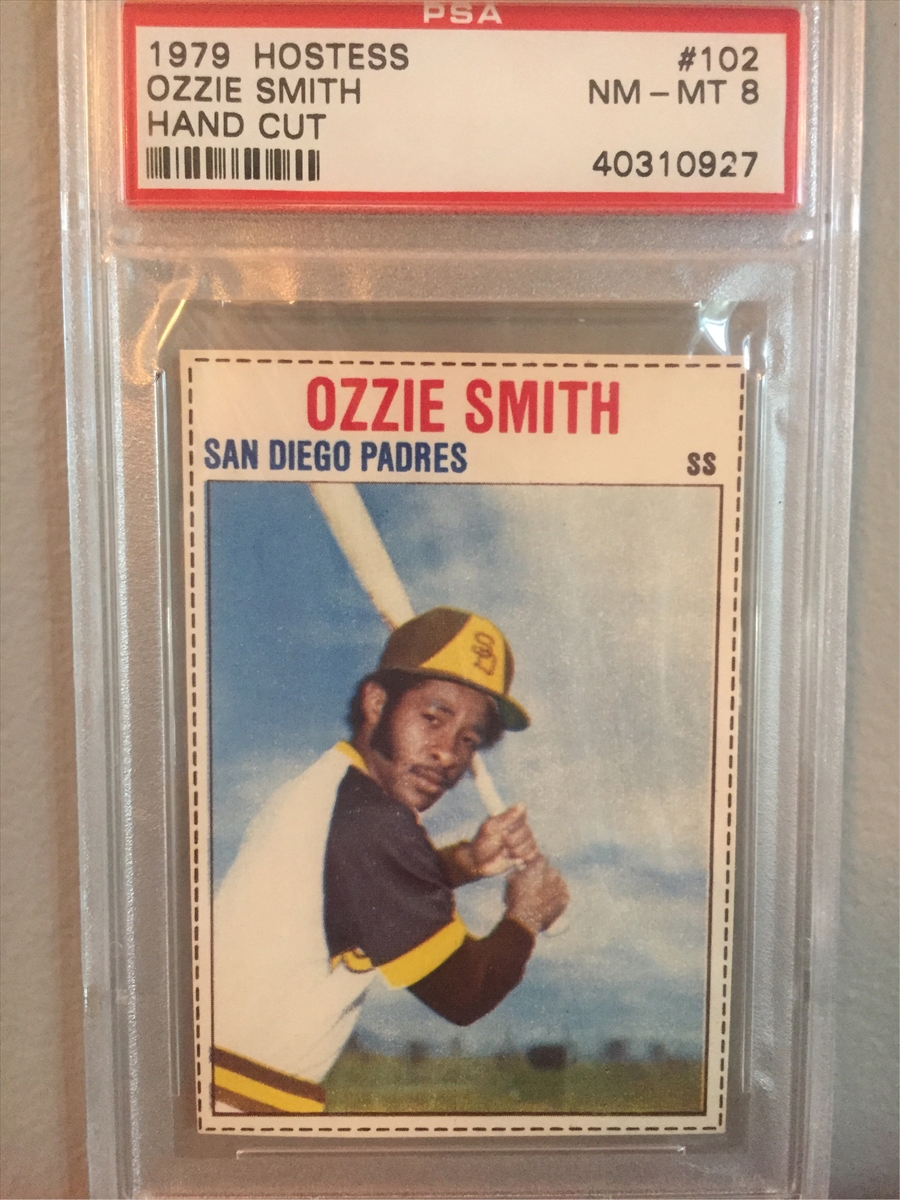 PSA
1979 HOSTESS #102
OZZIE SMITH NM-MT 8
HAND CUT
40310927
OZZIE SMITH
SAN DIEGO PADRES SS
SD